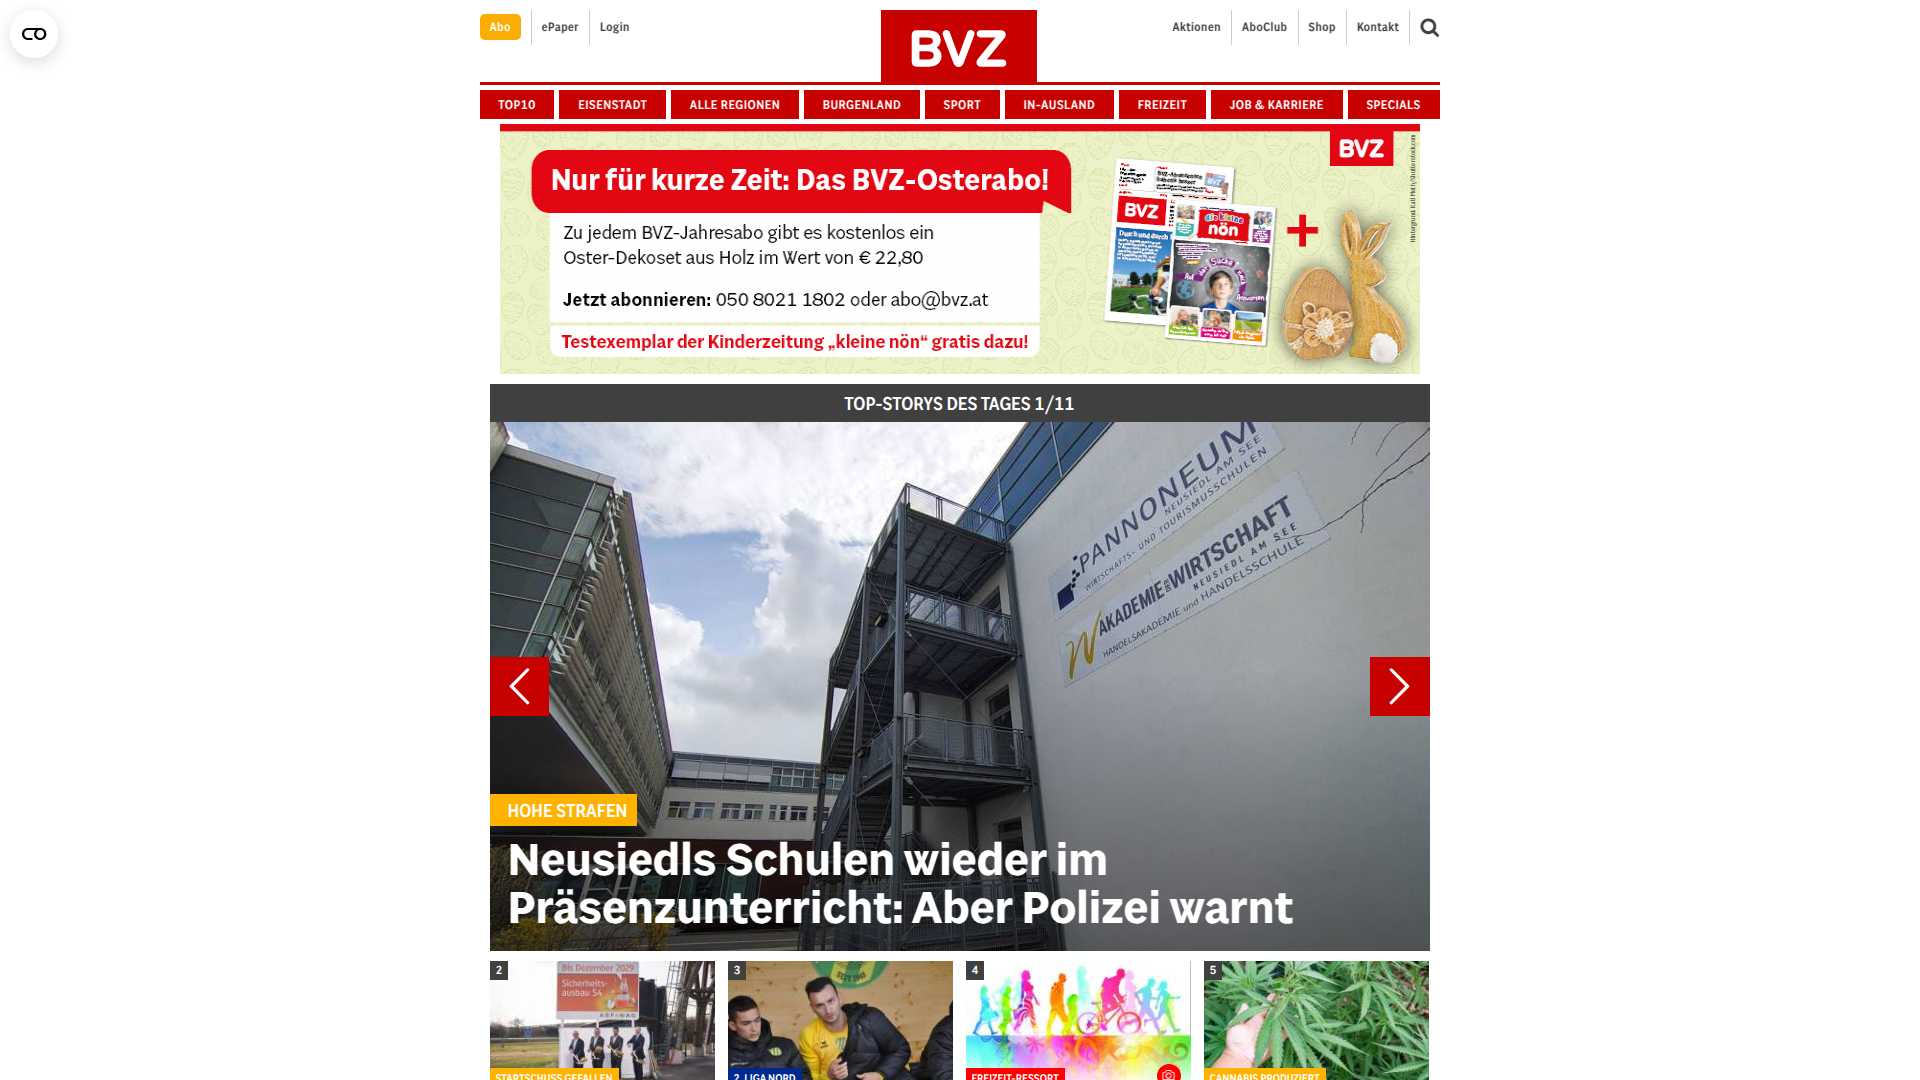 Abo
ePaper
Login
BVZ
Aktionen
AboClub
Shop
Kontakt
TOP10
EISENSTADT
ALLE REGIONEN
BURGENLAND
SPORT
IN-AUSLAND
FREIZEIT
JOB & KARRIERE
SPECIALS
BVZ
Nur für kurze Zeit: Das BVZ-Osterabo!
Zu jedem BVZ-Jahresabo gibt es kostenlos ein
Oster-Dekoset aus Holz im Wert von € 22,80
Jetzt abonnieren: 050 8021 1802 oder abo@bvz.at
Testexemplar der Kinderzeitung „kleine nön“ gratis dazu!
BVZ
die kleine
nön
+
TOP-STORYS DES TAGES 1/11
PANNONEUM
NEUSIEDL AM SEE
WIRTSCHAFTS- UND TOURISMUSSCHULEN
AKADEMIE DER WIRTSCHAFT
NEUSIEDL AM SEE
HANDELSAKADEMIE und HANDELSSCHULE
HOHE STRAFEN
Neusiedls Schulen wieder im
Präsenzunterricht: Aber Polizei warnt
2
Bis Dezember 2029
Sicherheits-
ausbau S4
ASFINAG
STARTSCHUSS GEFALLEN
3
2. LIGA NORD
4
FREIZEIT-RESSORT
5
CANNABIS PRODUZIERT